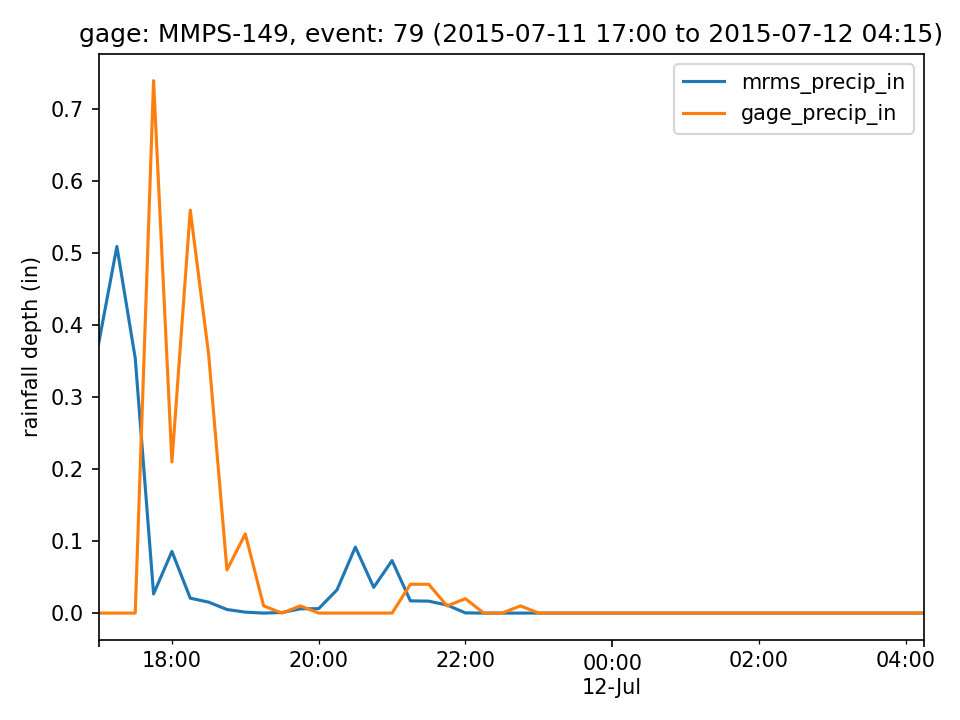 gage: MMPS-149, event: 79 (2015-07-11 17:00 to 2015-07-12 04:15)
mrms_precip_in
gage_precip_in
rainfall depth (in)
0.7
0.6
0.5
0.4
0.3
0.2
0.1
0.0
18:00
20:00
22:00
00:00
12-Jul
02:00
04:00